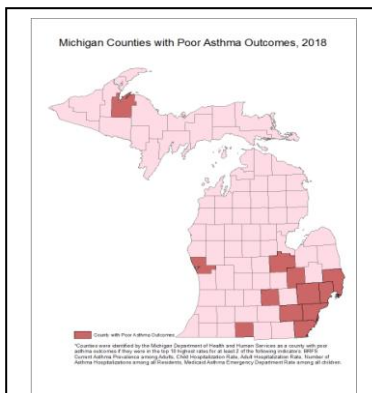 Michigan Counties with Poor Asthma Outcomes, 2018
County with Poor Asthma Outcomes
*Counties were identified by the Michigan Department of Health and Human Services as a county with poor
asthma outcomes if they were in the top 10 highest rates for at least 2 of the following indicators: BRFS
Current Asthma Prevalence among Adults, Child Hospitalization Rate, Adult Hospitalization Rate, Number of
Asthma Hospitalizations among all Residents, Medicaid Asthma Emergency Department Rate among all children.